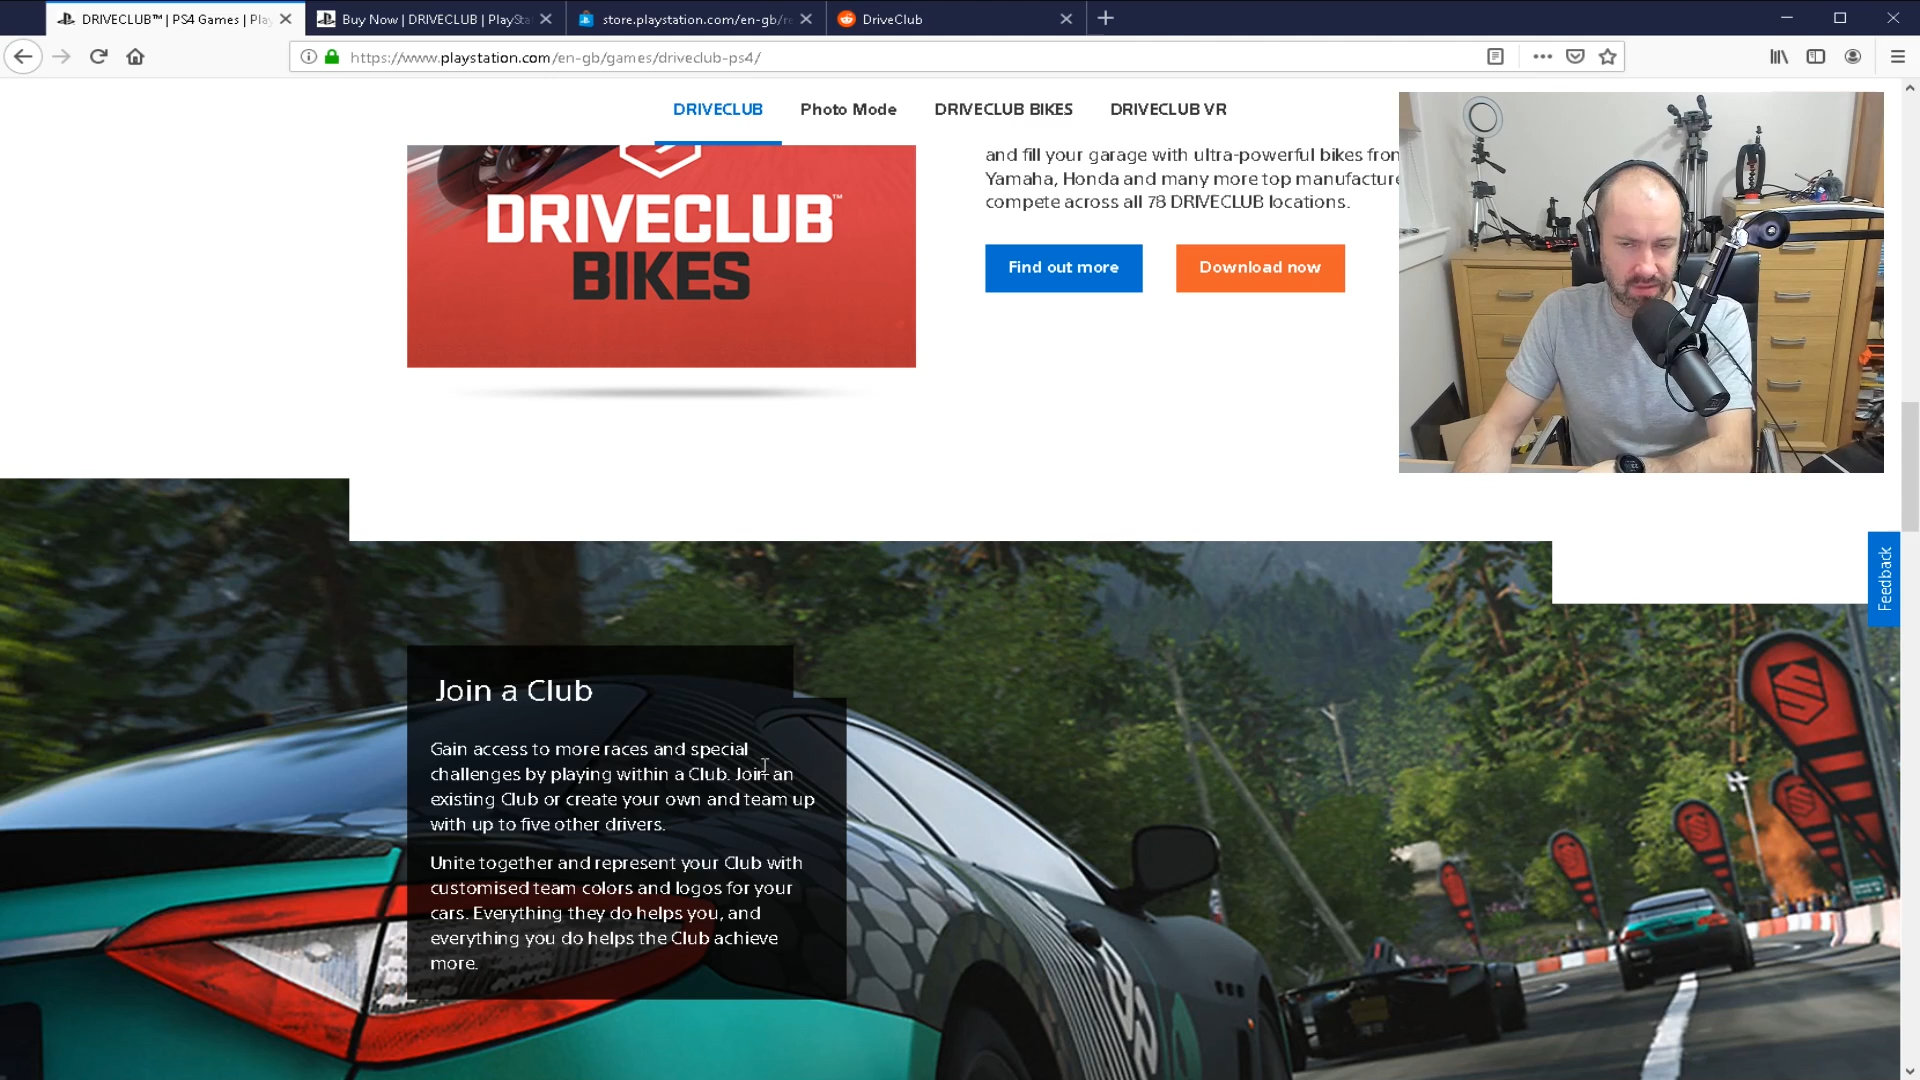 DRIVECLUB™ | PS4 Games | Pla
Buy Now | DRIVECLUB | PlaySta
store.playstation.com/en-gb/re
DriveClub
https://www.playstation.com/en-gb/games/driveclub-ps4/
DRIVECLUB
Photo Mode
DRIVECLUB BIKES
DRIVECLUB VR
DRIVECLUB™
BIKES
and fill your garage with ultra-powerful bikes from
Yamaha, Honda and many more top manufacture
compete across all 78 DRIVECLUB locations.
Find out more
Download now
Feedback
Join a Club
Gain access to more races and special
challenges by playing within a Club. Join an
existing Club or create your own and team up
with up to five other drivers.
Unite together and represent your Club with
customised team colors and logos for your
cars. Everything they do helps you, and
everything you do helps the Club achieve
more.
92